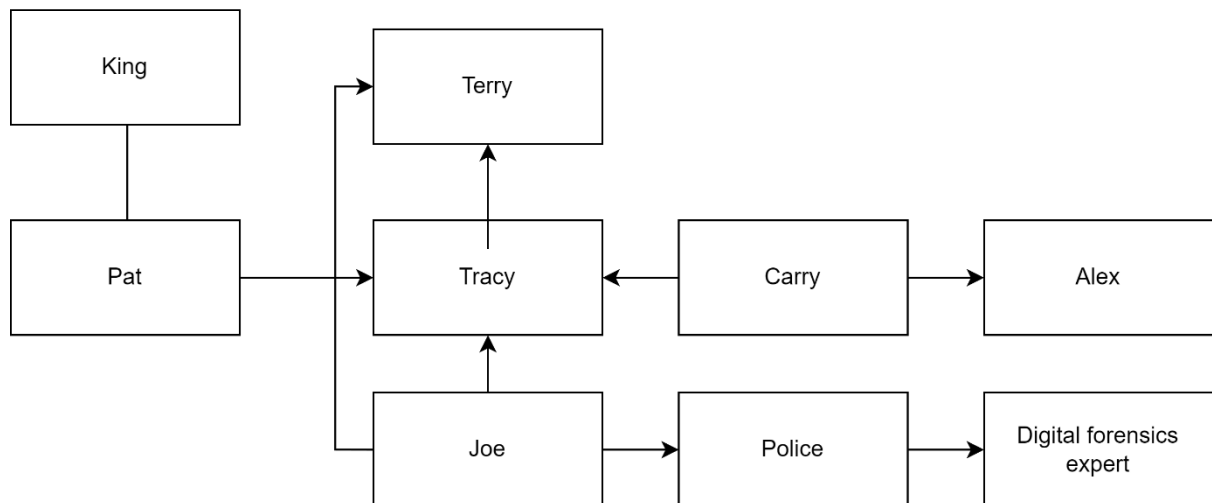 King
Terry
Pat
Tracy
Carry
Alex
Joe
Police
Digital forensics
expert